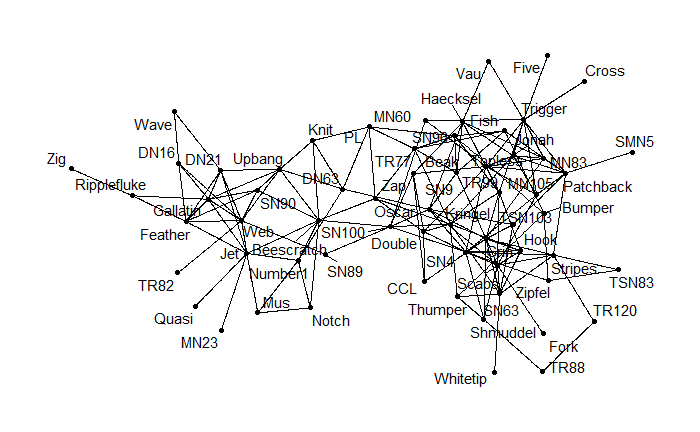 Vau
Five
Cross
Haecksel
Trigger
Wave
Knit
PL
MN60
Fish
SN96
Jonah
SMN5
Zig
DN16
DN21
Upbang
TR77
Beak
Topless
MN83
Ripplefluke
DN63
Zap
SN9
TR99
MN105
Patchback
Gallatin
SN90
Oscar
Kringel
TSN103
Bumper
Feather
Web
SN100
Double
Hook
Jet
Beescratch
SN4
Grin
TR82
Number1
SN89
CCL
Scabs
Stripes
TSN83
Quasi
Mus
Notch
Thumper
SN63
Zipfel
TR120
MN23
Shmuddel
Fork
Whitetip
TR88